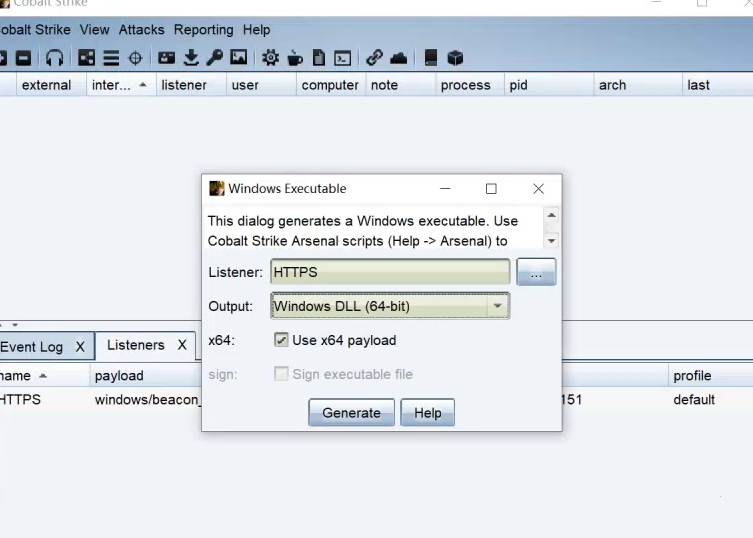 Cobalt Strike
obalt Strike View Attacks Reporting Help
external inter... listener user computer note process pid arch last
Windows Executable
This dialog generates a Windows executable. Use
Cobalt Strike Arsenal scripts (Help -> Arsenal) to
Listener: HTTPS ...
Output: Windows DLL (64-bit)
x64: Use x64 payload
sign: Sign executable file
Generate Help
Event Log X Listeners X
name payload profile
HTTPS windows/beacon_ 151 default